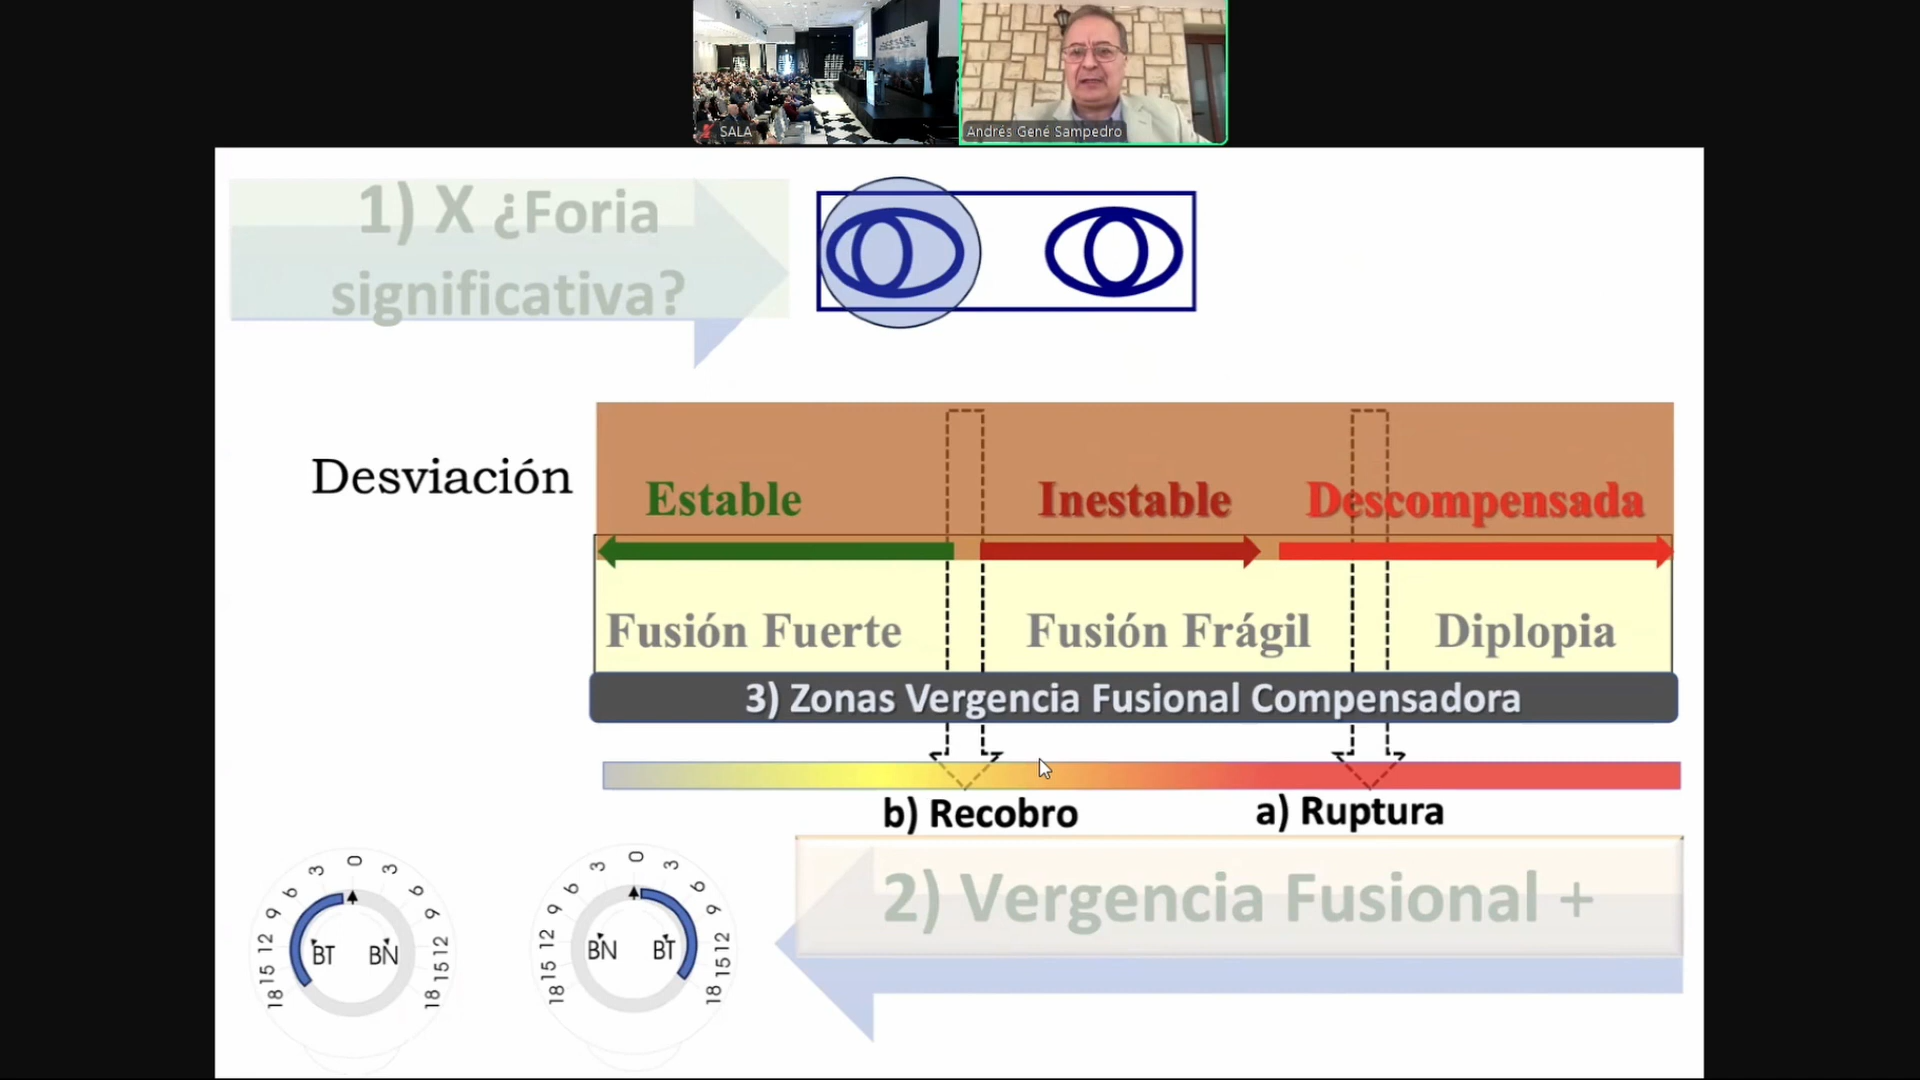 SALA
Andrés Gené Sampedro
1) X ¿Foria
significativa?
Desviación
Estable
Inestable
Descompensada
Fusión Fuerte
Fusión Frágil
Diplopia
3) Zonas Vergencia Fusional Compensadora
b) Recobro
a) Ruptura
2) Vergencia Fusional +
18 15 12 9 6 3 0 3 6 9 12 15 18
BT BN
18 15 12 9 6 3 0 3 6 9 12 15 18
BN BT